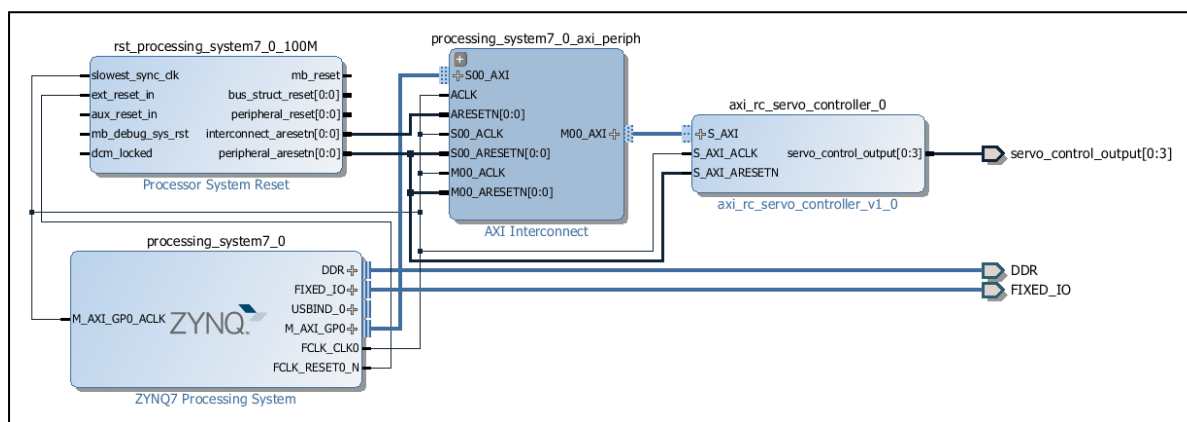 rst_processing_system7_0_100M
slowest_sync_clk
ext_reset_in
aux_reset_in
mb_debug_sys_rst
dcm_locked
mb_reset
bus_struct_reset[0:0]
peripheral_reset[0:0]
interconnect_aresetn[0:0]
peripheral_aresetn[0:0]
Processor System Reset
processing_system7_0_axi_periph
S00_AXI
ACLK
ARESETN[0:0]
S00_ACLK
S00_ARESETN[0:0]
M00_ACLK
M00_ARESETN[0:0]
M00_AXI
AXI Interconnect
axi_rc_servo_controller_0
S_AXI
S_AXI_ACLK
S_AXI_ARESETN
servo_control_output[0:3]
axi_rc_servo_controller_v1_0
servo_control_output[0:3]
processing_system7_0
M_AXI_GP0_ACLK
ZYNQ
DDR
FIXED_IO
USBIND_0
M_AXI_GP0
FCLK_CLK0
FCLK_RESET0_N
ZYNQ7 Processing System
DDR
FIXED_IO